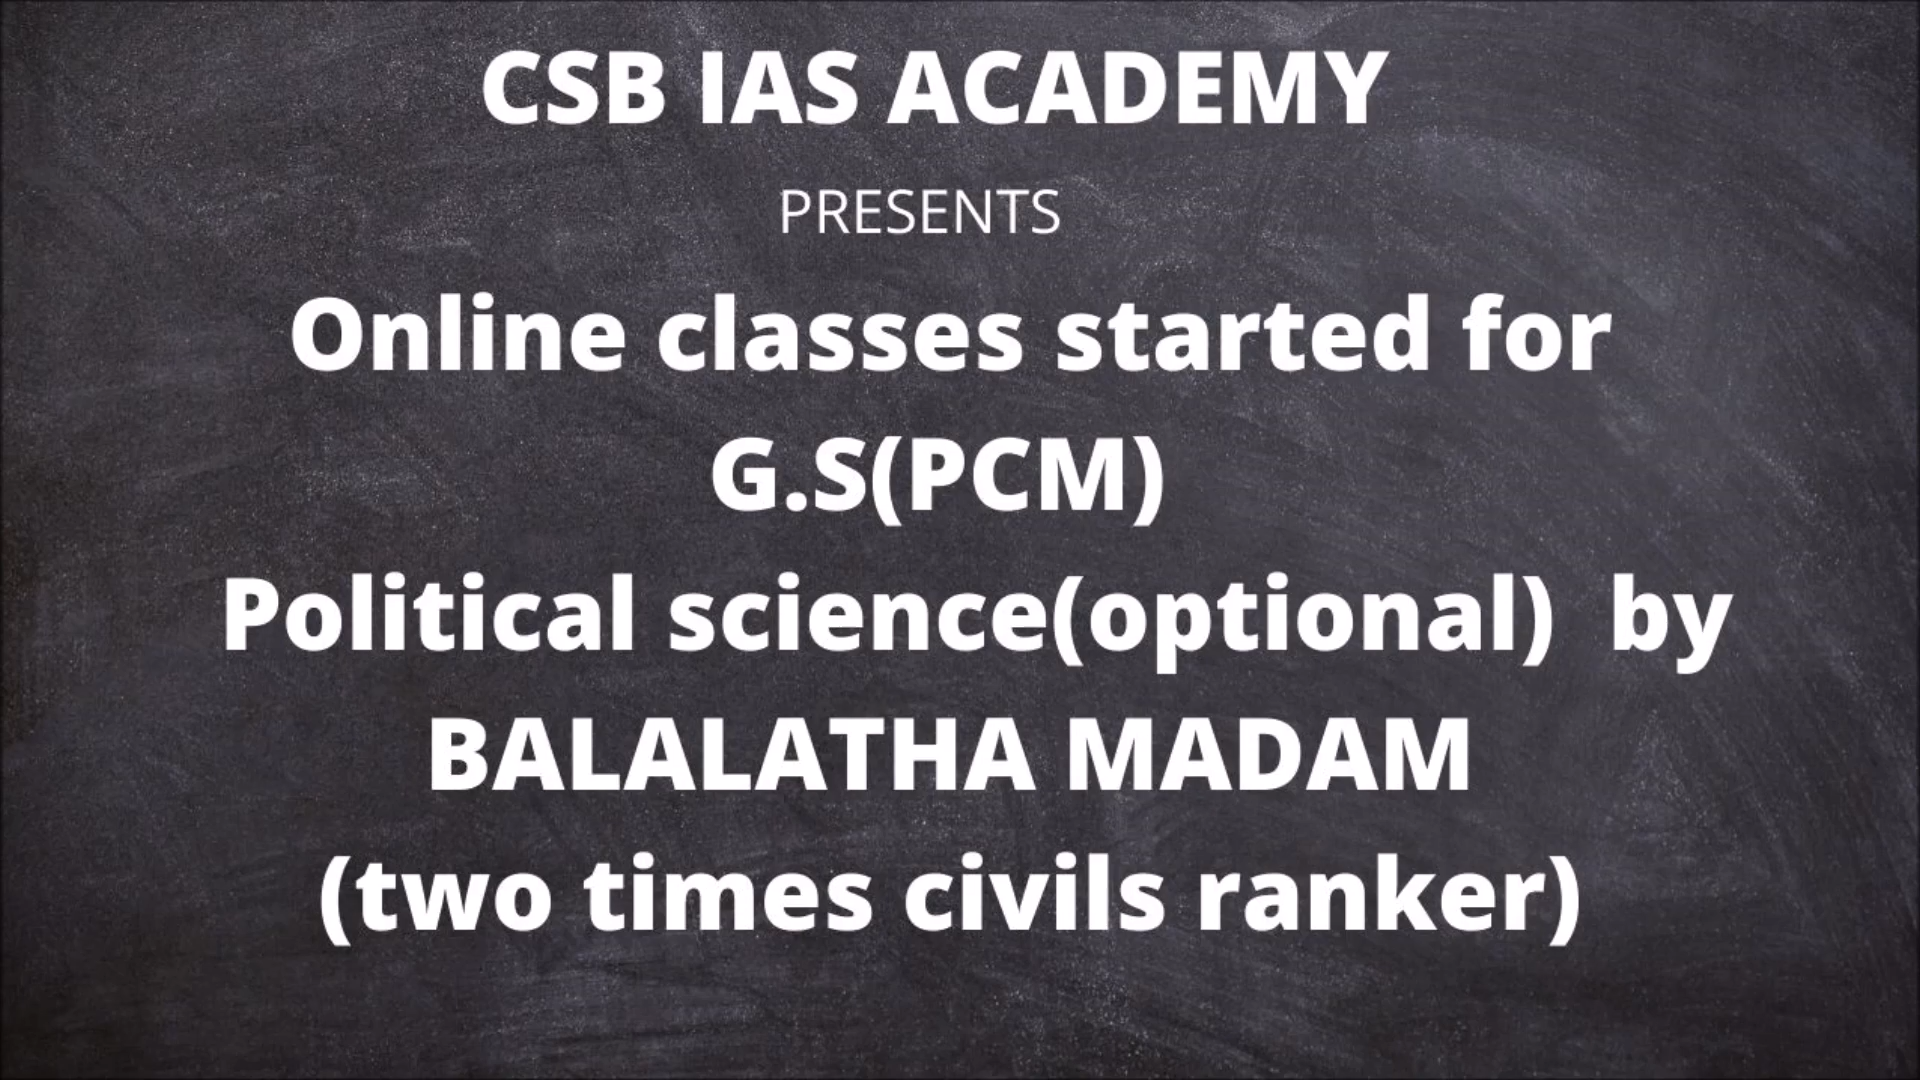 CSB IAS ACADEMY
PRESENTS
Online classes started for
G.S(PCM)
Political science(optional) by
BALALATHA MADAM
(two times civils ranker)